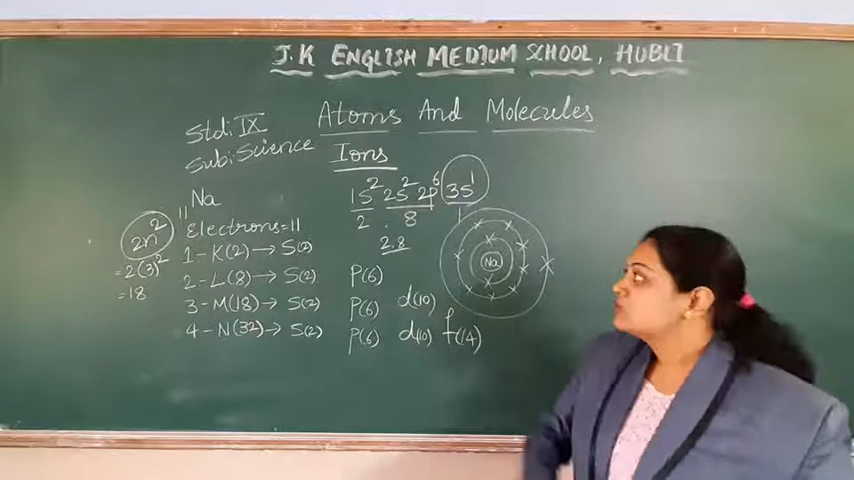 J.K ENGLISH MEDIUM SCHOOL, HUBLI
Std: IX
Atoms And Molecules
Sub: Science
Ions
Na
11
1S² 2S² 2p⁶ 3S¹
2 . 8 1
2.8
Electrons=11
2n²
=2(3)²
=18
1-K(2)→S(2)
2-L(8)→S(2) P(6)
3-M(18)→S(2) P(6) d(10)
4-N(32)→S(2) P(6) d(10) f(14)
Na